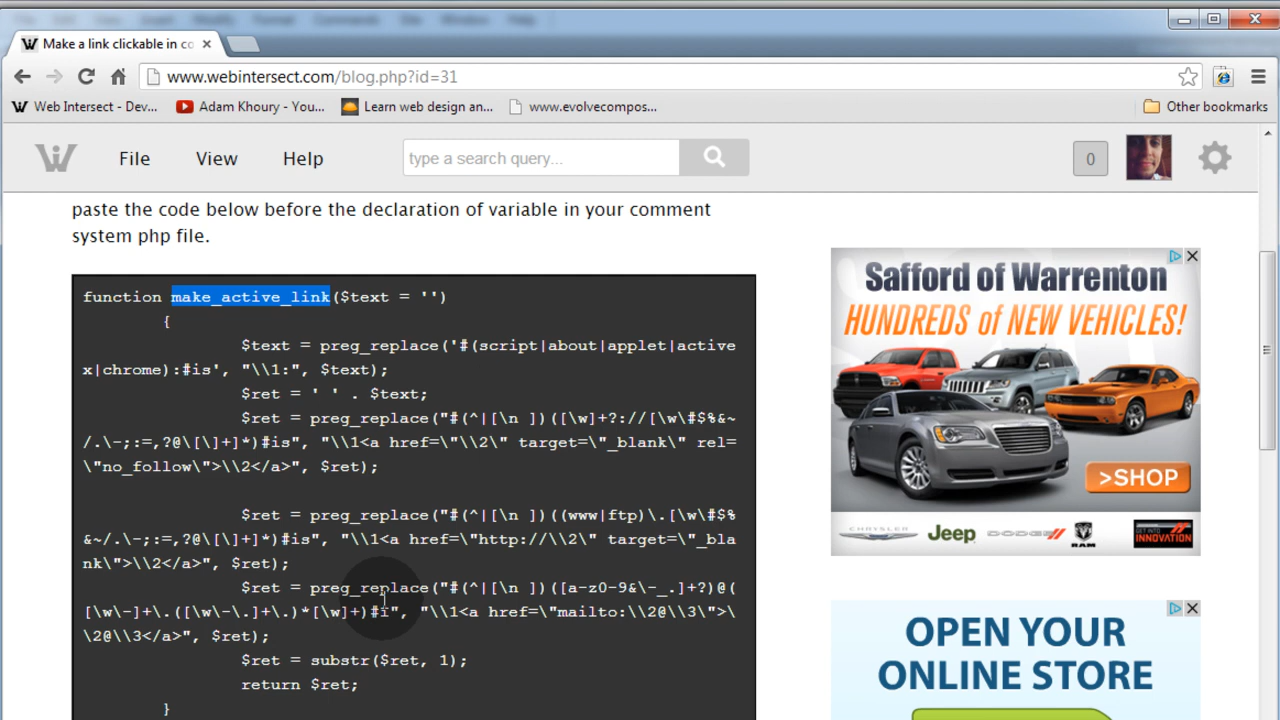 Make a link clickable in co
www.webintersect.com/blog.php?id=31
Web Intersect - Dev...
Adam Khoury - You...
Learn web design an...
www.evolvecompos...
Other bookmarks
File
View
Help
type a search query...
0
paste the code below before the declaration of variable in your comment
system php file.
function make_active_link($text = '')
{
$text = preg_replace('#(script|about|applet|active
x|chrome):#is', "\\1:", $text);
$ret = ' ' . $text;
$ret = preg_replace("#(^|[\n ])([\w]+?://[\w\#$%&~
/.\-;:=,?@\[\]+]*)#is", "\\1<a href=\"\\2\" target=\"_blank\" rel=
\"no_follow\">\\2</a>", $ret);
$ret = preg_replace("#(^|[\n ])((www|ftp)\.[\w\#$%
&~/.\-;:=,?@\[\]+]*)#is", "\\1<a href=\"http://\\2\" target=\"_bla
nk\">\\2</a>", $ret);
$ret = preg_replace("#(^|[\n ])([a-z0-9&\-_.]+?)@(
[\w\-]+\.([\w\-\.]+\.)*[\w]+)#i", "\\1<a href=\"mailto:\\2@\\3\">\
\2@\\3</a>", $ret);
$ret = substr($ret, 1);
return $ret;
}
Safford of Warrenton
HUNDREDS of NEW VEHICLES!
>SHOP
CHRYSLER
Jeep
DODGE
RAM
GET INTO
INNOVATION
OPEN YOUR
ONLINE STORE